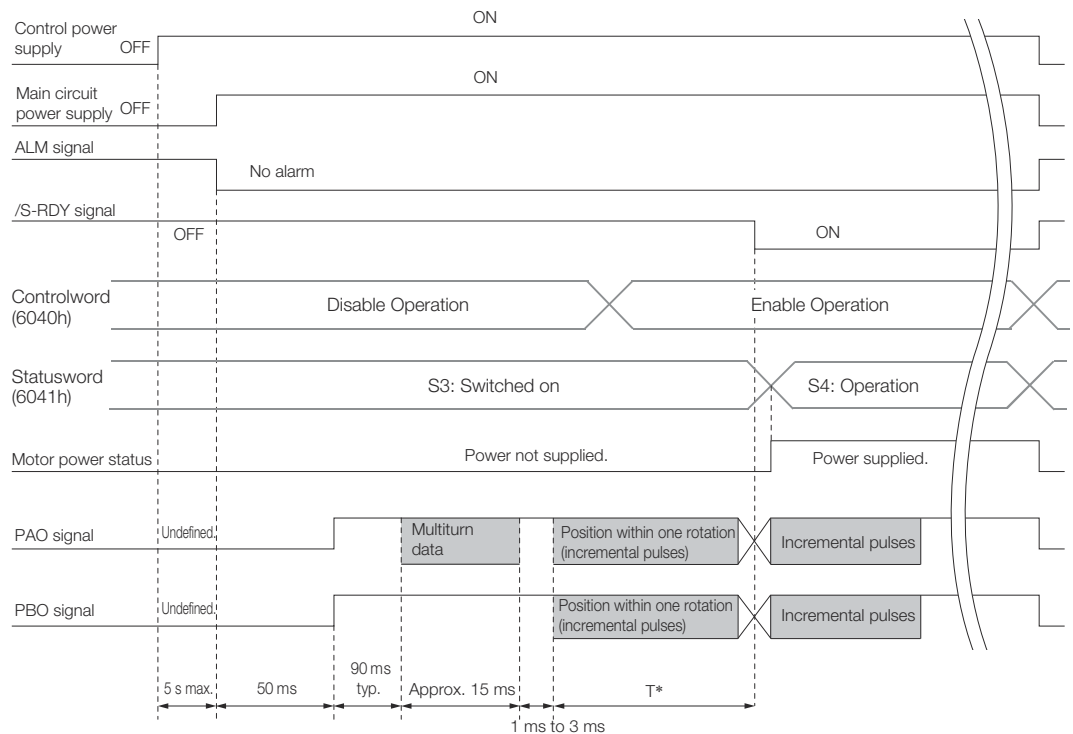 ON
Control power
supply OFF
ON
Main circuit
power supply OFF
ALM signal
No alarm
/S-RDY signal
OFF
ON
Controlword
(6040h)
Disable Operation
Enable Operation
Statusword
(6041h)
S3: Switched on
S4: Operation
Motor power status
Power not supplied.
Power supplied.
PAO signal
Undefined.
Multiturn
data
Position within one rotation
(incremental pulses)
Incremental pulses
PBO signal
Undefined.
Position within one rotation
(incremental pulses)
Incremental pulses
5 s max.
50 ms
90 ms
typ.
Approx. 15 ms
T*
1 ms to 3 ms